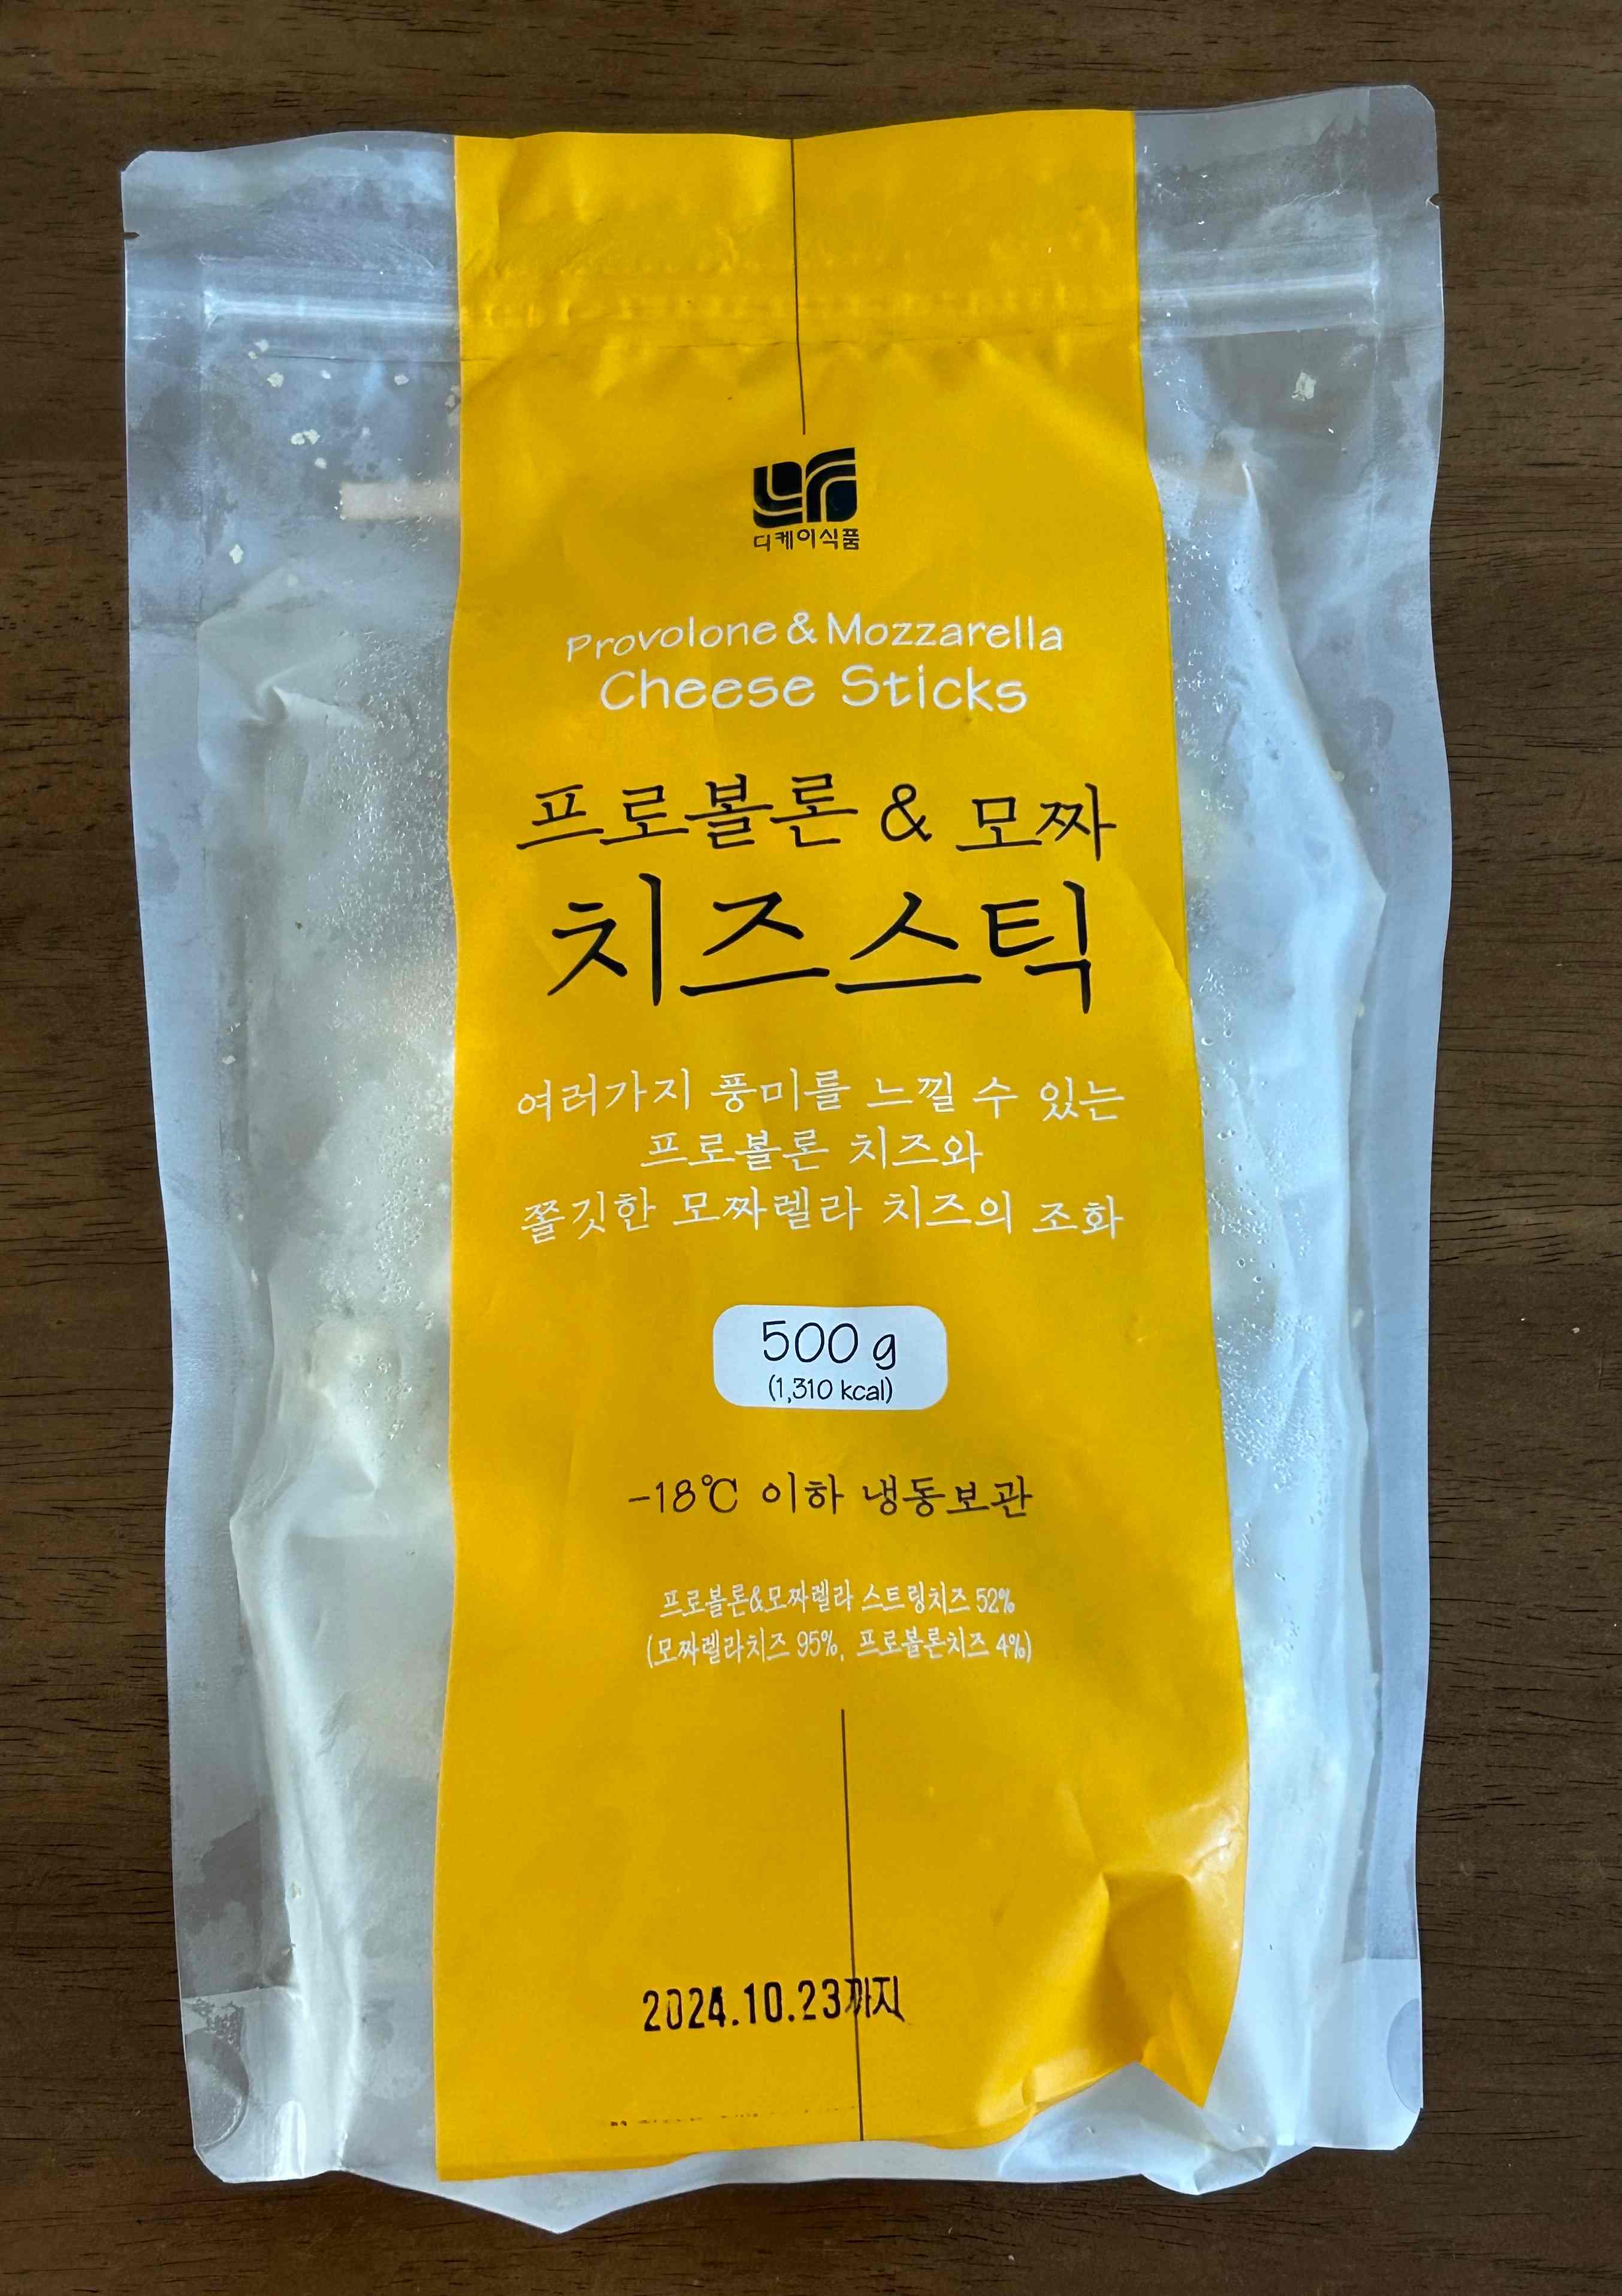 디케이식품
Provolone & Mozzarella
Cheese Sticks
프로볼론 & 모짜
치즈스틱
여러가지 풍미를 느낄 수 있는
프로볼론 치즈와
쫄깃한 모짜렐라 치즈의 조화
500 g
(1,310 kcal)
-18℃ 이하 냉동보관
프로볼론&모짜렐라 스트링치즈 52%
(모짜렐라치즈 95%, 프로볼론치즈 4%)
2024.10.23까지